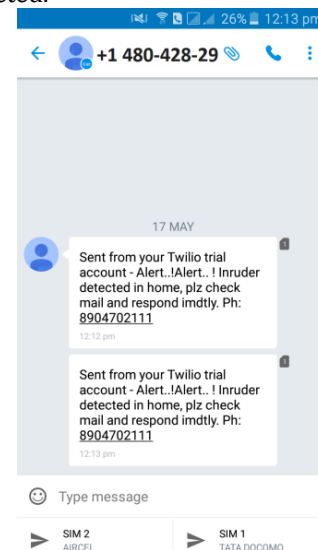 26% 12:13 pm
+1 480-428-29
17 MAY
Sent from your Twilio trial
account - Alert..!Alert.. ! Inruder
detected in home, plz check
mail and respond imdtly. Ph:
8904702111
12:12 pm
Sent from your Twilio trial
account - Alert..!Alert.. ! Inruder
detected in home, plz check
mail and respond imdtly. Ph:
8904702111
12:13 pm
Type message
SIM 2
AIRCEL
SIM 1
TATA DOCOMO